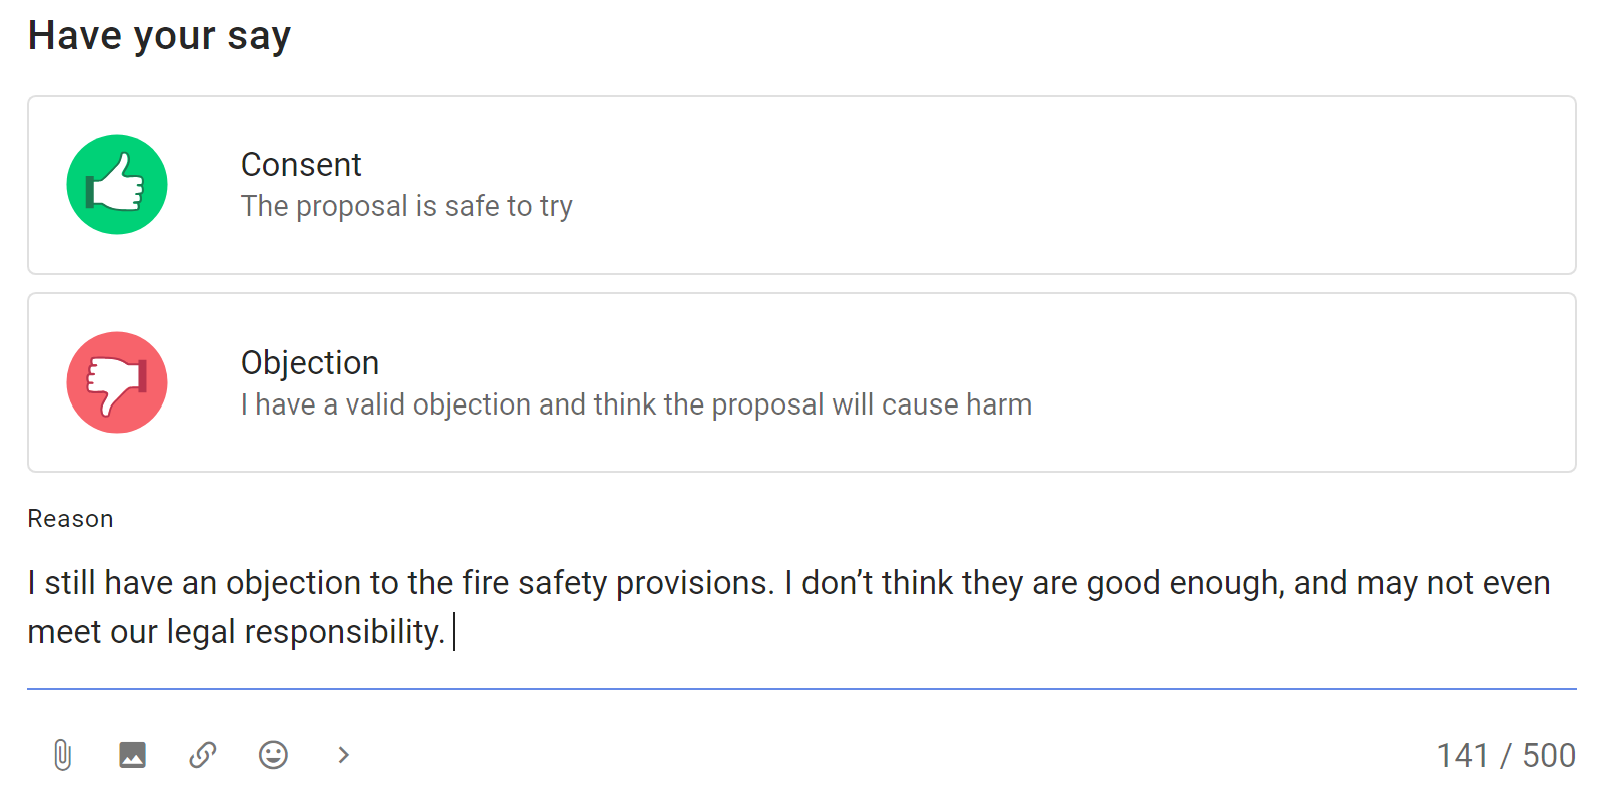 Have your say
Consent
The proposal is safe to try
Objection
I have a valid objection and think the proposal will cause harm
Reason
I still have an objection to the fire safety provisions. I don’t think they are good enough, and may not even
meet our legal responsibility.
141 / 500